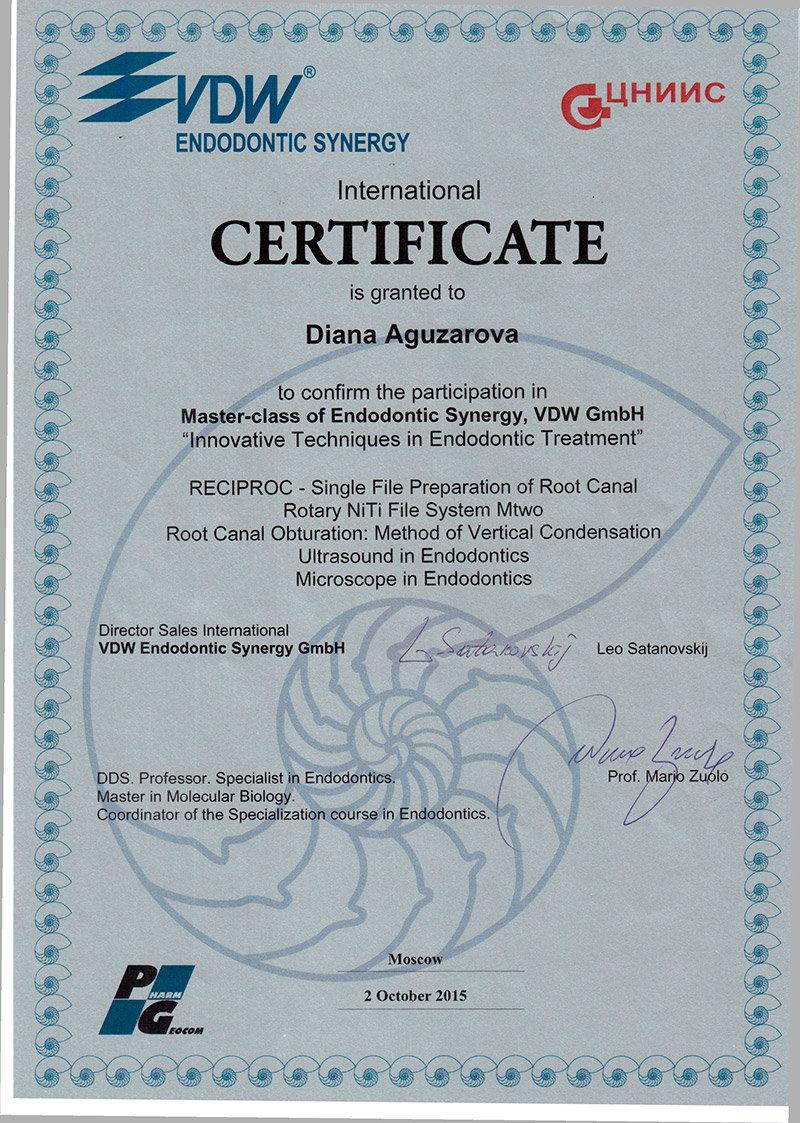 VDW®
ENDODONTIC SYNERGY
ЦНИИС
International
CERTIFICATE
is granted to
Diana Aguzarova
to confirm the participation in
Master-class of Endodontic Synergy, VDW GmbH
“Innovative Techniques in Endodontic Treatment”
RECIPROC - Single File Preparation of Root Canal
Rotary NiTi File System Mtwo
Root Canal Obturation: Method of Vertical Condensation
Ultrasound in Endodontics
Microscope in Endodontics
Director Sales International
VDW Endodontic Synergy GmbH
L. Satanovskij
Leo Satanovskij
DDS. Professor. Specialist in Endodontics.
Master in Molecular Biology.
Coordinator of the Specialization course in Endodontics.
Prof. Mario Zuolo
Moscow
2 October 2015
PHARM
GEOCOM